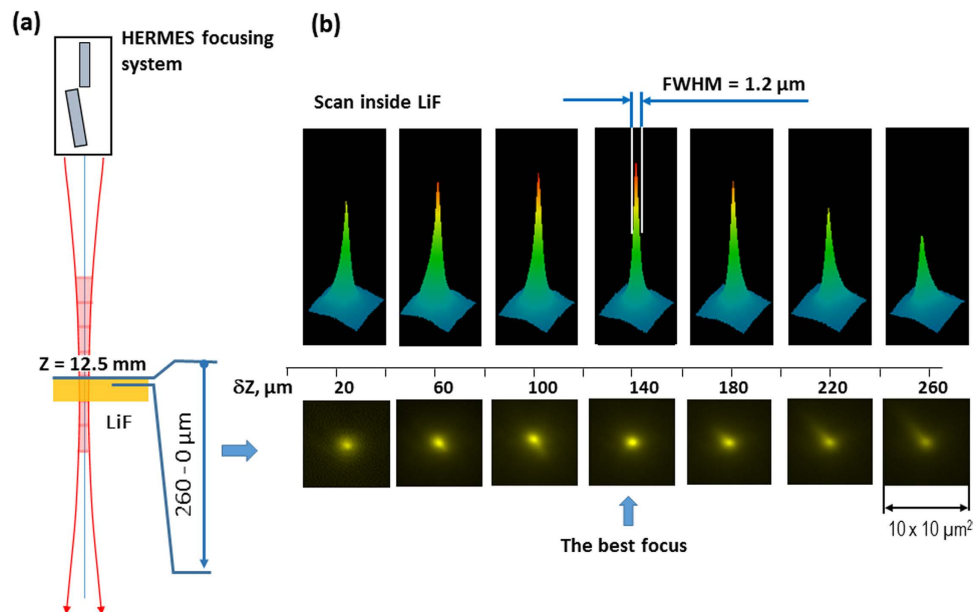 (a)
HERMES focusing
system
Z = 12.5 mm
LiF
260 - 0 µm
(b)
Scan inside LiF
FWHM = 1.2 µm
δZ, µm
20 60 100 140 180 220 260
The best focus
10 x 10 µm²